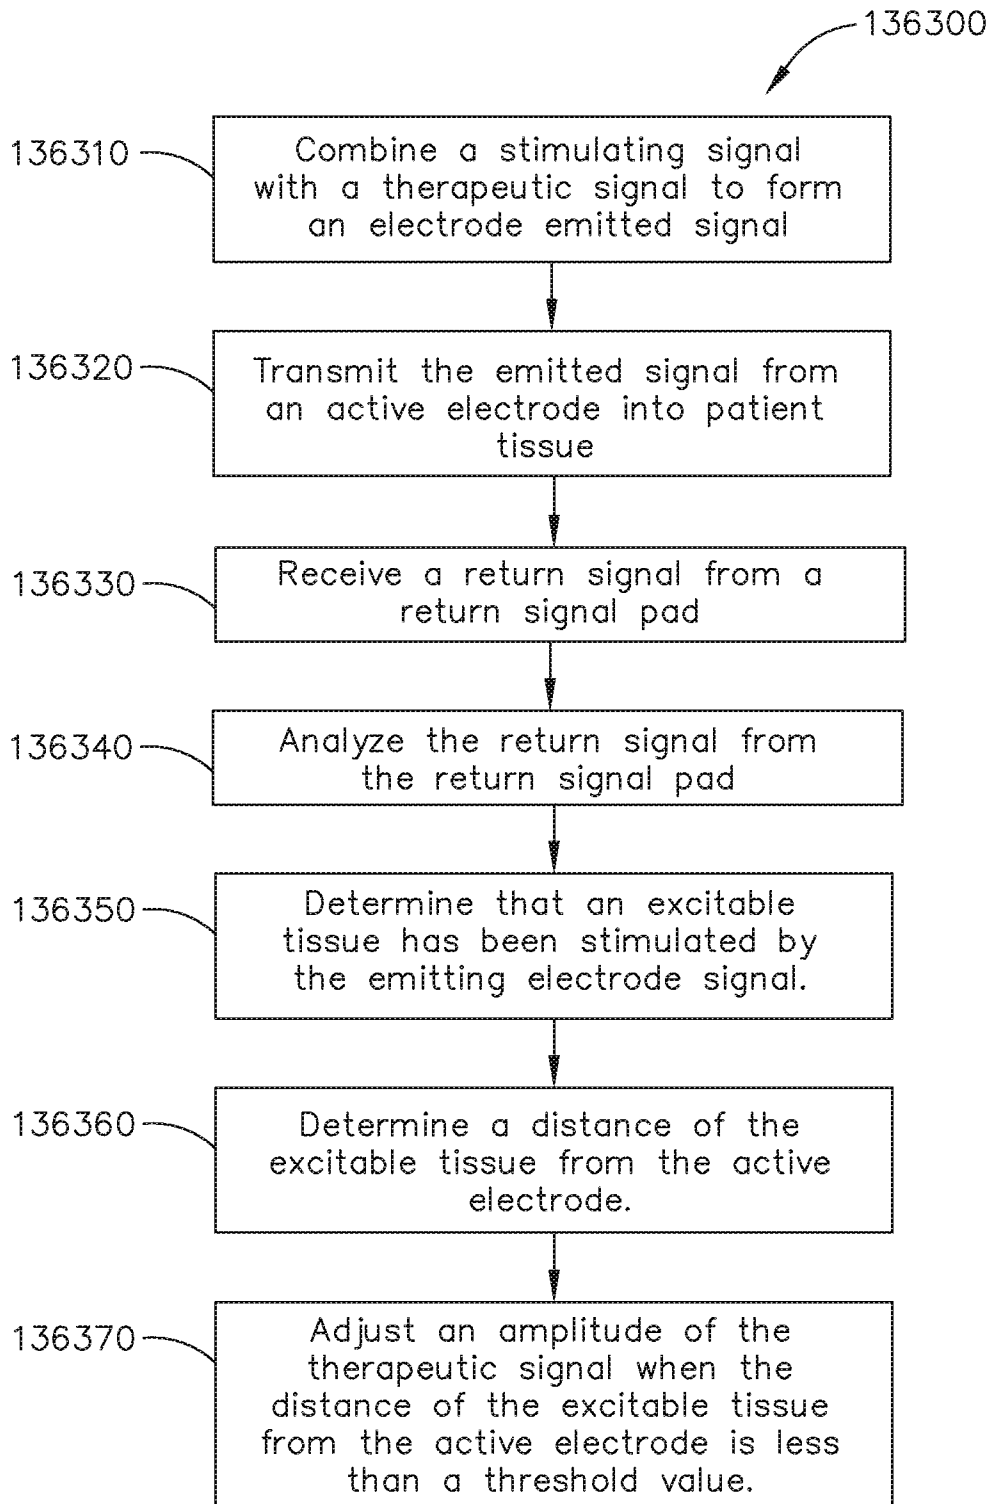 136300
136310
Combine a stimulating signal
with a therapeutic signal to form
an electrode emitted signal
136320
Transmit the emitted signal from
an active electrode into patient
tissue
136330
Receive a return signal from a
return signal pad
136340
Analyze the return signal from
the return signal pad
136350
Determine that an excitable
tissue has been stimulated by
the emitting electrode signal.
136360
Determine a distance of the
excitable tissue from the active
electrode.
136370
Adjust an amplitude of the
therapeutic signal when the
distance of the excitable tissue
from the active electrode is less
than a threshold value.